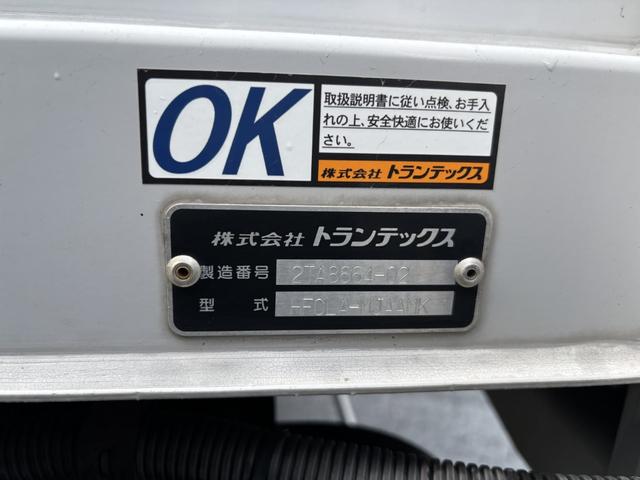 OK
取扱説明書に従い点検、お手入
れの上、安全快適にお使いくだ
さい。
株式会社 トランテックス
株式会社 トランテックス
製造番号
型 式